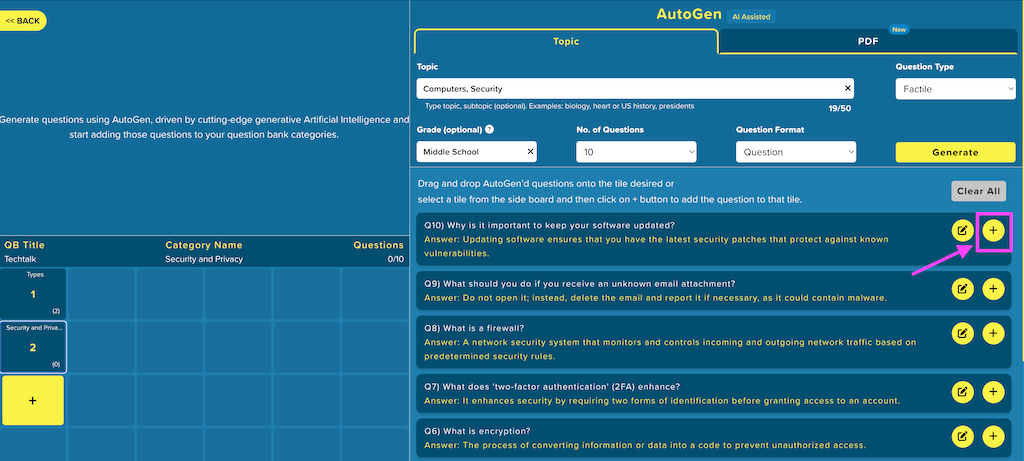 << BACK
Generate questions using AutoGen, driven by cutting-edge generative Artificial Intelligence and
start adding those questions to your question bank categories.
QB Title Category Name Questions
Techtalk Security and Privacy 0/10
Types
1
(2)
Security and Priva...
2
(0)
+
AutoGen AI Assisted
New
Topic PDF
Topic Question Type
Computers, Security × Factile
Type topic, subtopic (optional). Examples: biology, heart or US history, presidents 19/50
Grade (optional) ? No. of Questions Question Format
Middle School × 10 Question Generate
Drag and drop AutoGen'd questions onto the tile desired or
select a tile from the side board and then click on + button to add the question to that tile.
Clear All
Q10) Why is it important to keep your software updated?
Answer: Updating software ensures that you have the latest security patches that protect against known
vulnerabilities.
+
Q9) What should you do if you receive an unknown email attachment?
Answer: Do not open it; instead, delete the email and report it if necessary, as it could contain malware.
+
Q8) What is a firewall?
Answer: A network security system that monitors and controls incoming and outgoing network traffic based on
predetermined security rules.
+
Q7) What does 'two-factor authentication' (2FA) enhance?
Answer: It enhances security by requiring two forms of identification before granting access to an account.
+
Q6) What is encryption?
Answer: The process of converting information or data into a code to prevent unauthorized access.
+